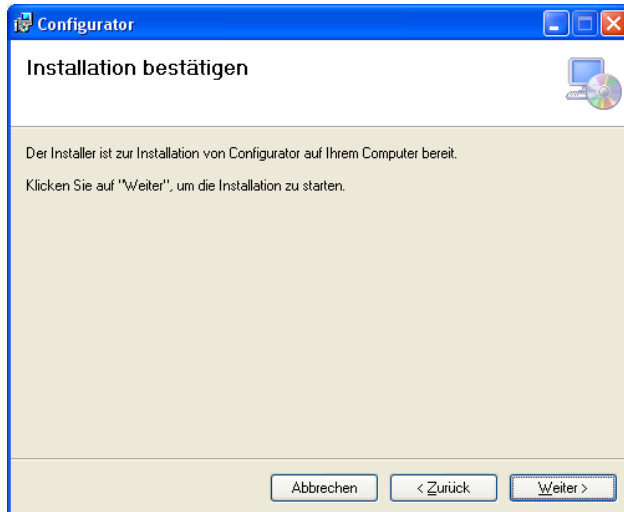 Configurator
Installation bestätigen
Der Installer ist zur Installation von Configurator auf Ihrem Computer bereit.
Klicken Sie auf "Weiter", um die Installation zu starten.
Abbrechen
< Zurück
Weiter >